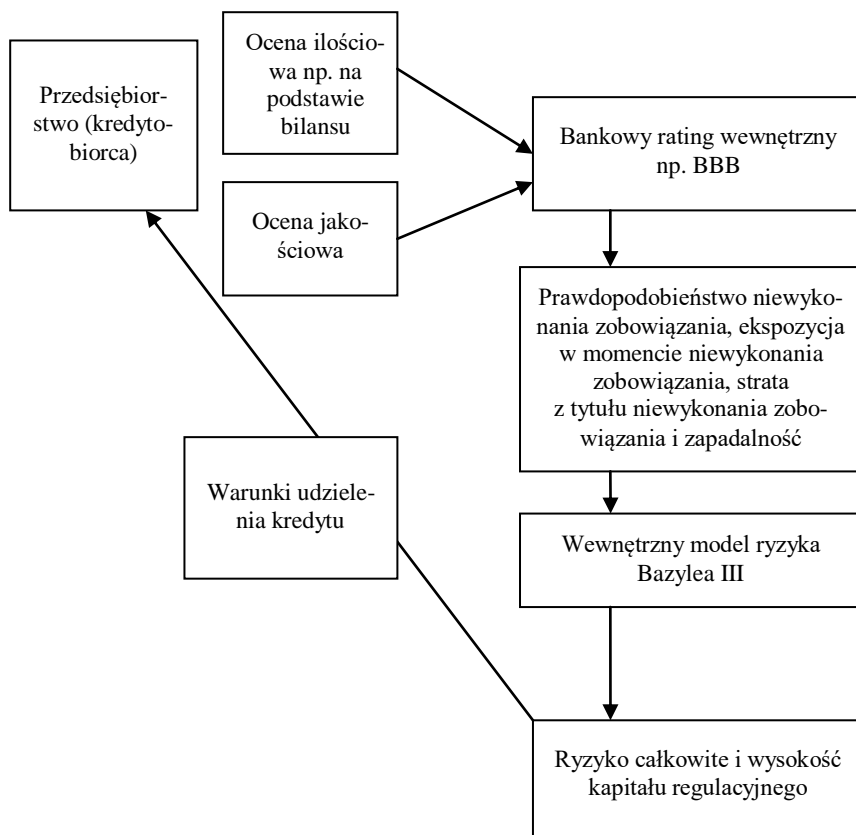 Przedsiębior-
stwo (kredyto-
biorca)
Ocena ilościo-
wa np. na
podstawie
bilansu
Ocena jako-
ściowa
Bankowy rating wewnętrzny
np. BBB
Prawdopodobieństwo niewyko-
nania zobowiązania, ekspozycja
w momencie niewykonania
zobowiązania, strata
z tytułu niewykonania zobo-
wiązania i zapadalność
Warunki udziele-
nia kredytu
Wewnętrzny model ryzyka
Bazylea III
Ryzyko całkowite i wysokość
kapitału regulacyjnego